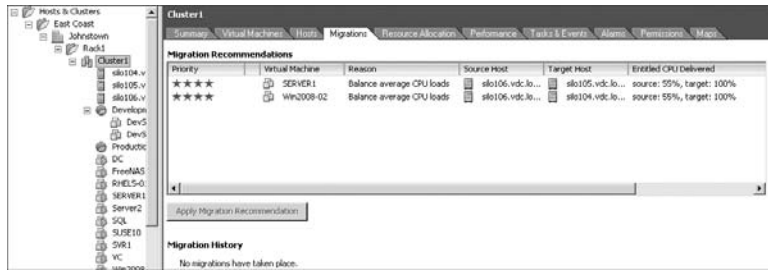 Hosts & Clusters
East Coast
Johnstown
Rack1
Cluster1
silo104.v
silo105.v
silo106.v
Developm
DevS
DevS
Productic
DC
FreeNAS
RHEL5-0
SERVER1
Server2
SQL
SUSE10
SVR1
VC
Win2008
Cluster1
Summary Virtual Machines Hosts Migrations Resource Allocation Performance Tasks & Events Alarms Permissions Maps
Migration Recommendations
Priority Virtual Machine Reason Source Host Target Host Entitled CPU Delivered
★★★★ SERVER1 Balance average CPU loads silo106.vdc.lo... silo105.vdc.lo... source: 55%, target: 100%
★★★★ Win2008-02 Balance average CPU loads silo106.vdc.lo... silo104.vdc.lo... source: 55%, target: 100%
Apply Migration Recommendation
Migration History
No migrations have taken place.